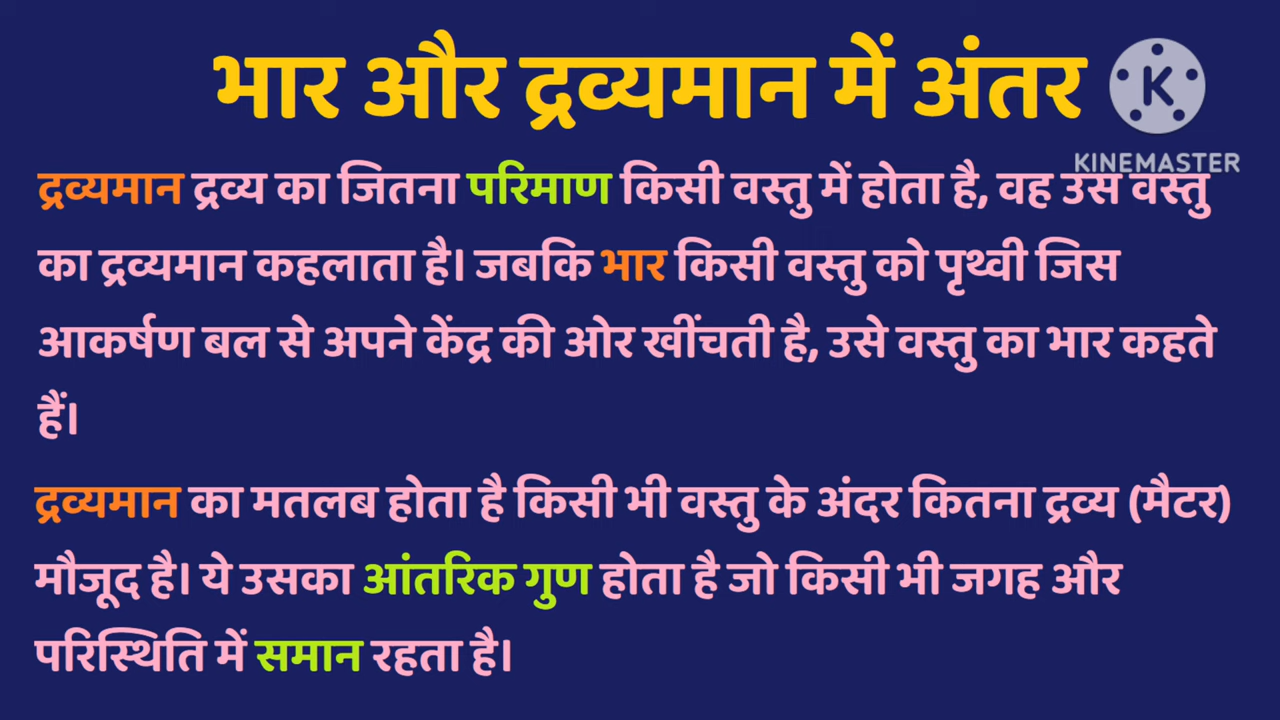 भार और द्रव्यमान में अंतर
K
KINEMASTER
द्रव्यमान द्रव्य का जितना परिमाण किसी वस्तु में होता है, वह उस वस्तु
का द्रव्यमान कहलाता है। जबकि भार किसी वस्तु को पृथ्वी जिस
आकर्षण बल से अपने केंद्र की ओर खींचती है, उसे वस्तु का भार कहते
हैं।
द्रव्यमान का मतलब होता है किसी भी वस्तु के अंदर कितना द्रव्य (मैटर)
मौजूद है। ये उसका आंतरिक गुण होता है जो किसी भी जगह और
परिस्थिति में समान रहता है।